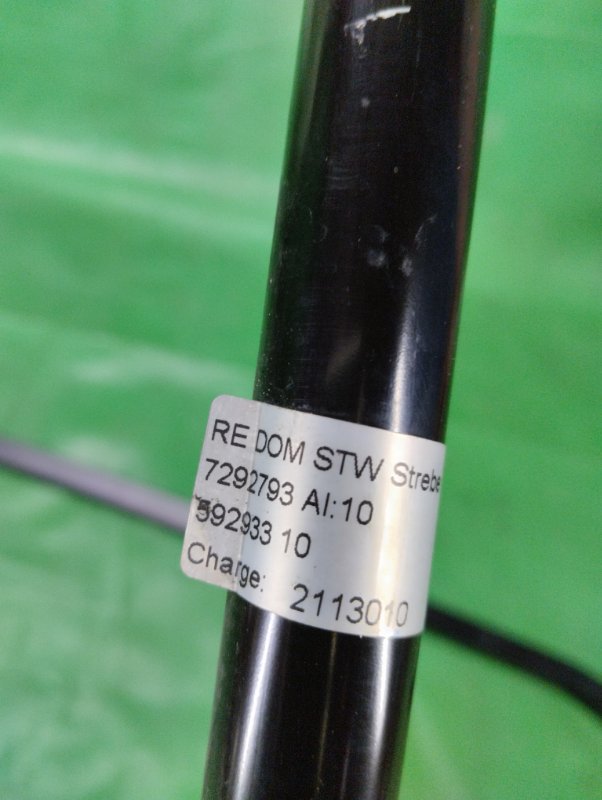 RE DOM STW Strebe
7292793 AI:10
592933 10
Charge: 2113010